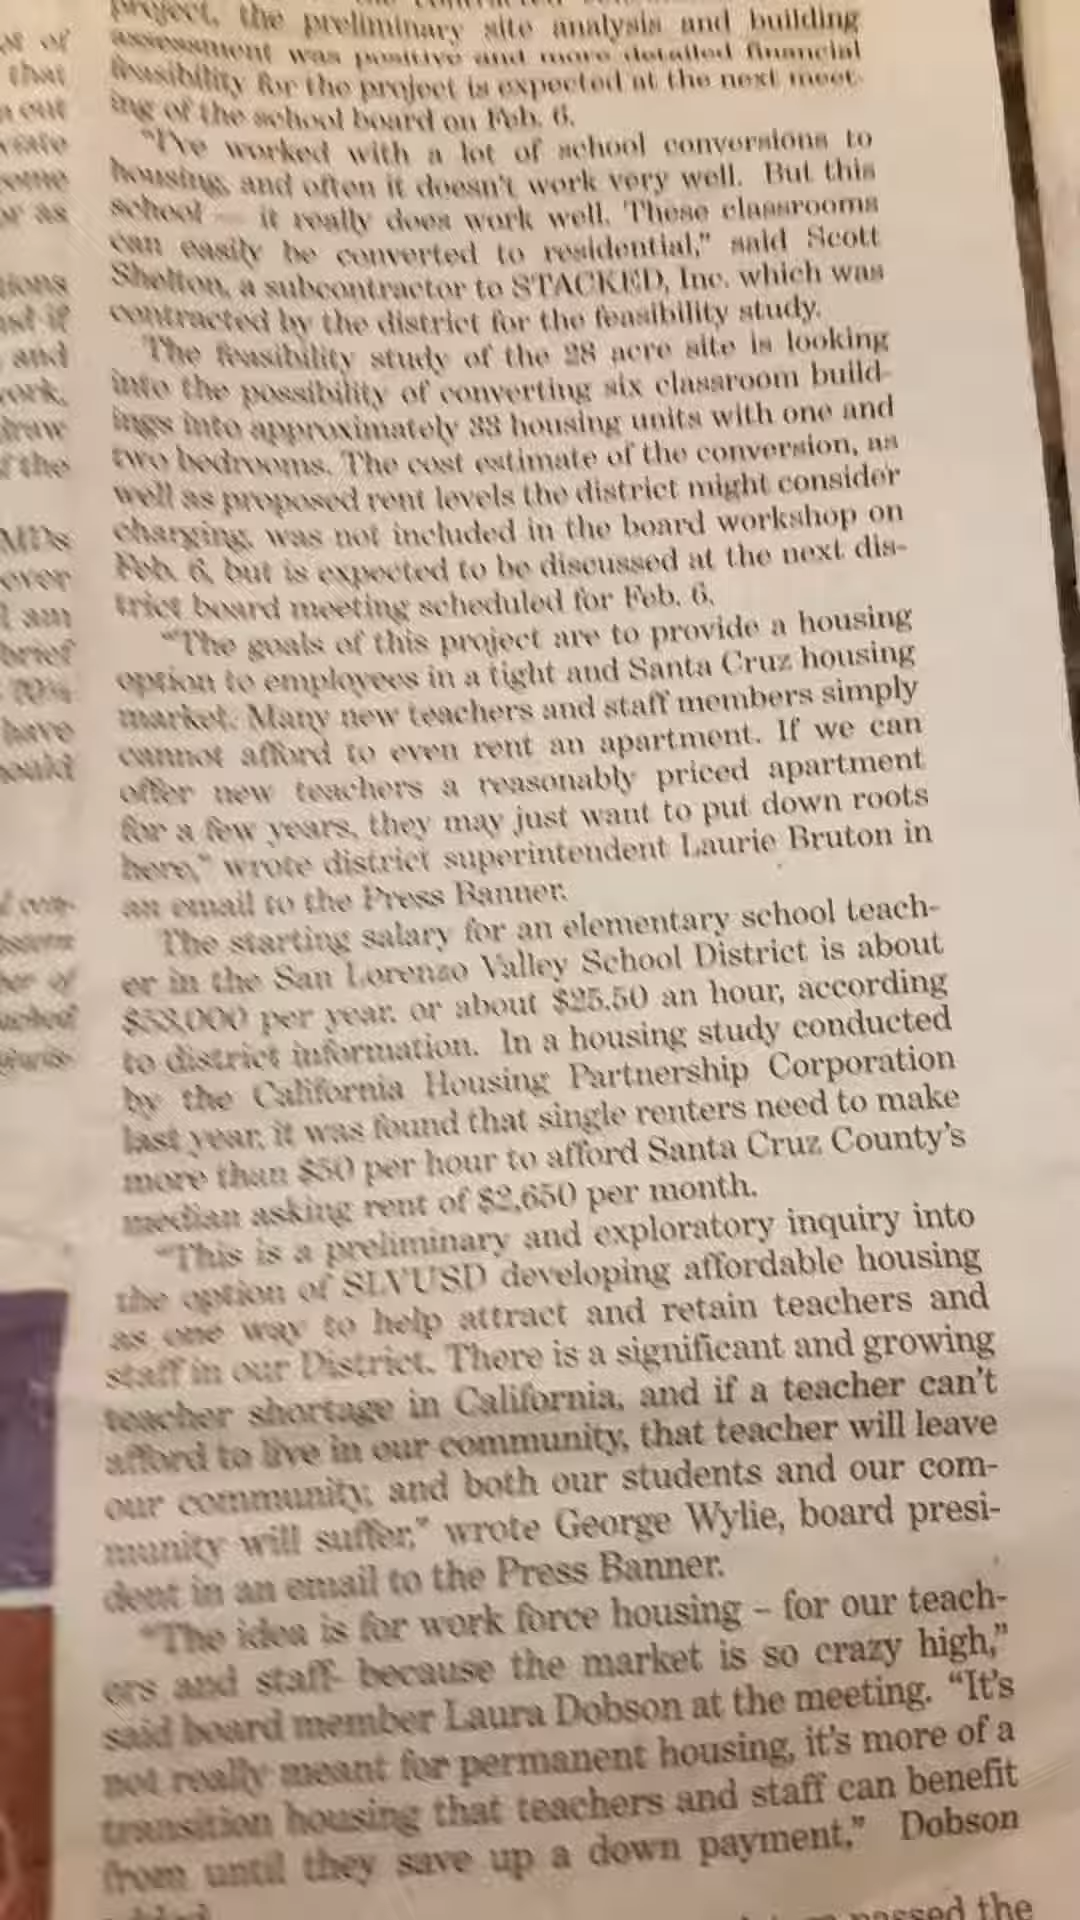 project, the preliminary site analysis and building
assessment was positive and more detailed financial
feasibility for the project is expected at the next meet-
ing of the school board on Feb. 6.
"I've worked with a lot of school conversions to
housing, and often it doesn't work very well. But this
school — it really does work well. These classrooms
can easily be converted to residential," said Scott
Shelton, a subcontractor to STACKED, Inc. which was
contracted by the district for the feasibility study.
The feasibility study of the 28 acre site is looking
into the possibility of converting six classroom build-
ings into approximately 33 housing units with one and
two bedrooms. The cost estimate of the conversion, as
well as proposed rent levels the district might consider
charging, was not included in the board workshop on
Feb. 6, but is expected to be discussed at the next dis-
trict board meeting scheduled for Feb. 6.
"The goals of this project are to provide a housing
option to employees in a tight and Santa Cruz housing
market. Many new teachers and staff members simply
cannot afford to even rent an apartment. If we can
offer new teachers a reasonably priced apartment
for a few years, they may just want to put down roots
here," wrote district superintendent Laurie Bruton in
an email to the Press Banner.
The starting salary for an elementary school teach-
er in the San Lorenzo Valley School District is about
$53,000 per year, or about $25.50 an hour, according
to district information. In a housing study conducted
by the California Housing Partnership Corporation
last year, it was found that single renters need to make
more than $50 per hour to afford Santa Cruz County's
median asking rent of $2,650 per month.
"This is a preliminary and exploratory inquiry into
the option of SLVUSD developing affordable housing
as one way to help attract and retain teachers and
staff in our District. There is a significant and growing
teacher shortage in California, and if a teacher can't
afford to live in our community, that teacher will leave
our community; and both our students and our com-
munity will suffer," wrote George Wylie, board presi-
dent in an email to the Press Banner.
"The idea is for work force housing – for our teach-
ers and staff- because the market is so crazy high,"
said board member Laura Dobson at the meeting. "It's
not really meant for permanent housing, it's more of a
transition housing that teachers and staff can benefit
from until they save up a down payment," Dobson
passed the